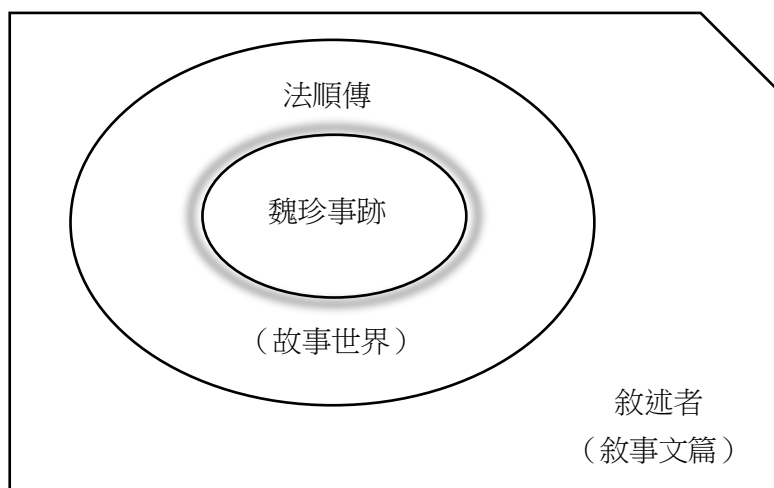 法順傳
魏珍事跡
（故事世界）
敘述者
（敘事文篇）